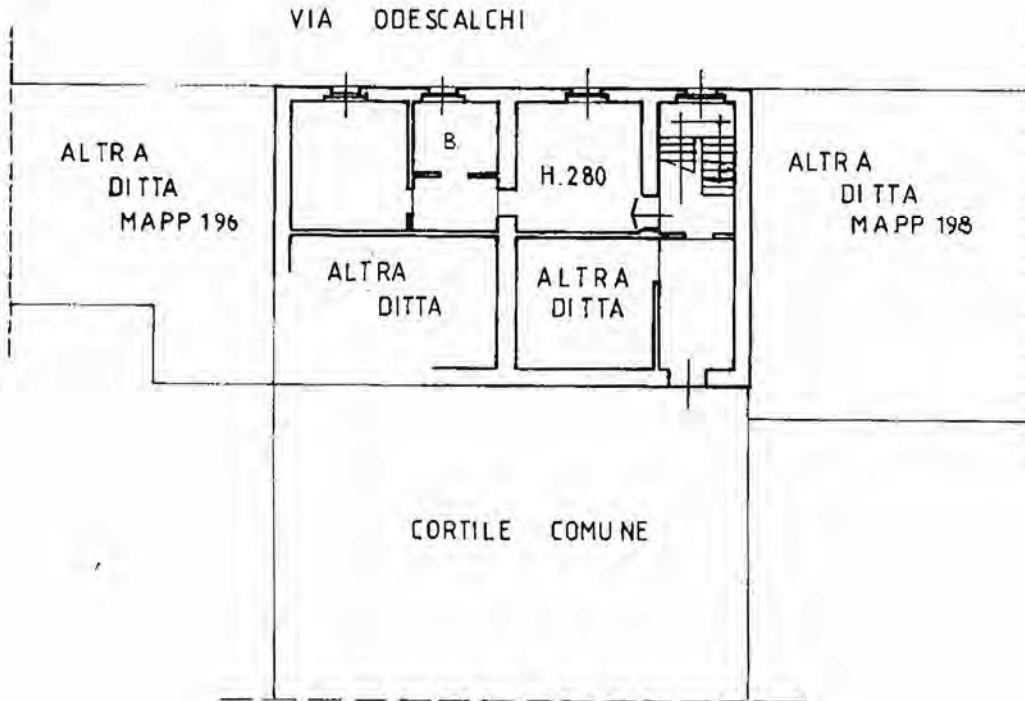 VIA ODESCALCHI
ALTRA
DITTA
MAPP 196
B.
H.280
ALTRA
DITTA
MAPP 198
ALTRA
DITTA
ALTRA
DITTA
CORTILE COMUNE